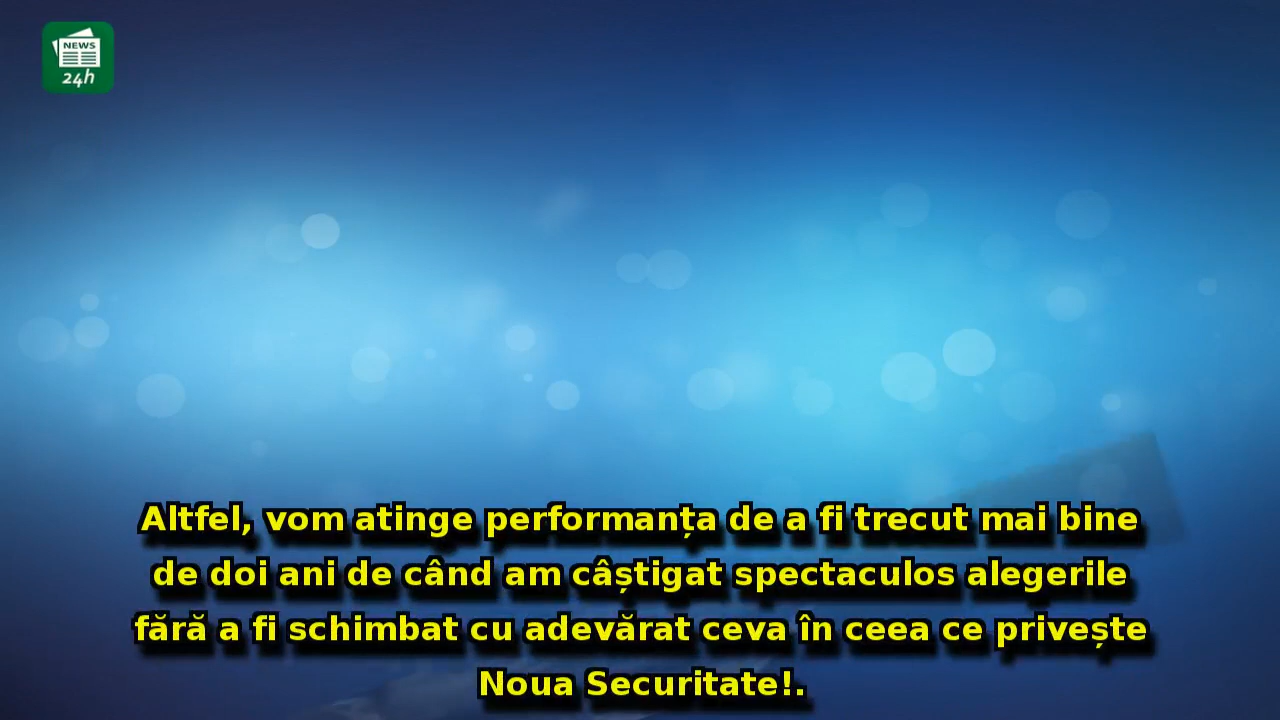 NEWS
24h
Altfel, vom atinge performanța de a fi trecut mai bine
de doi ani de când am câștigat spectaculos alegerile
fără a fi schimbat cu adevărat ceva în ceea ce privește
Noua Securitate!.